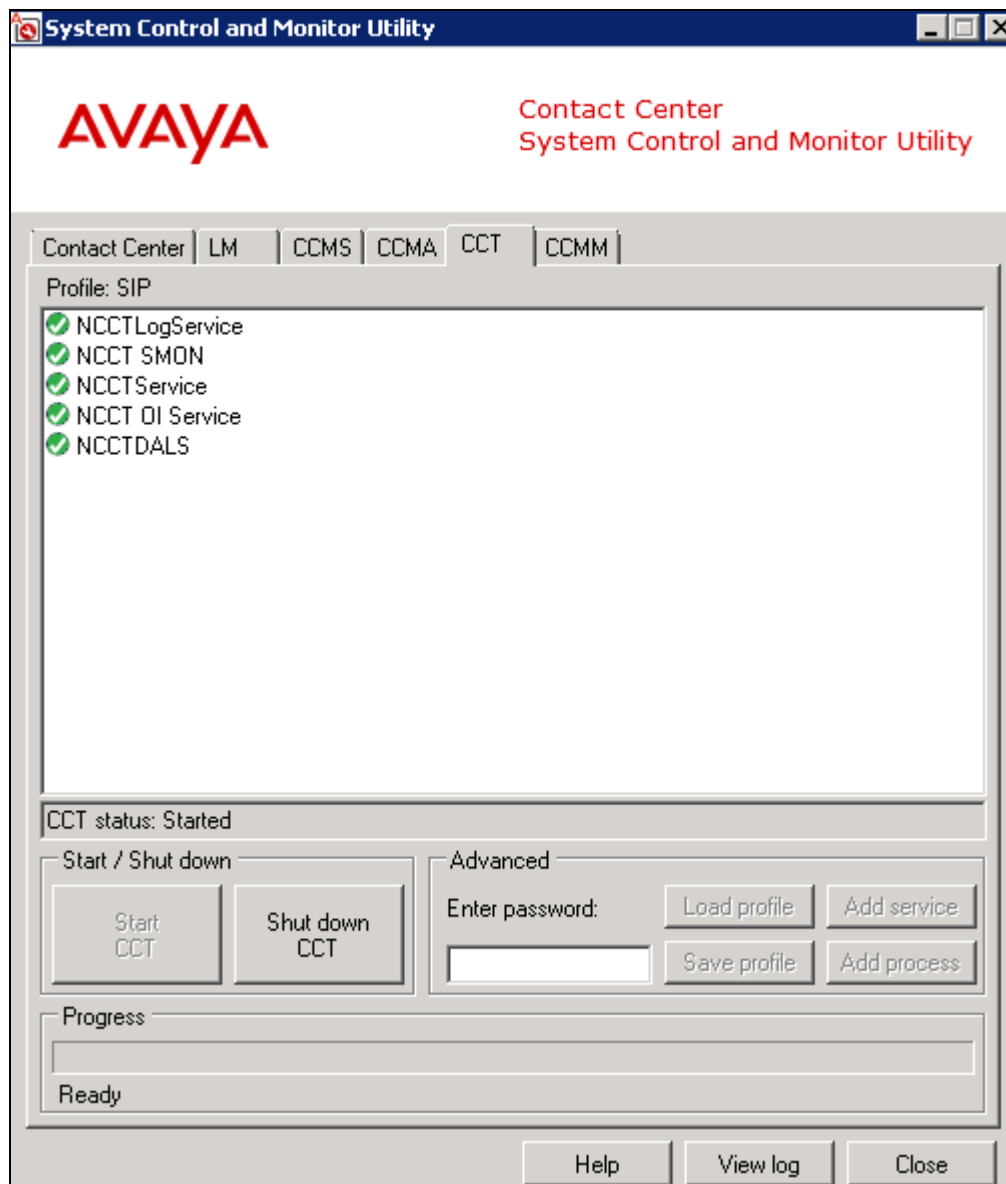 System Control and Monitor Utility
AVAYA
Contact Center
System Control and Monitor Utility
Contact Center LM CCMS CCMA CCT CCMM
Profile: SIP
NCCTLogService
NCCT SMON
NCCTService
NCCT OI Service
NCCTDALS
CCT status: Started
Start / Shut down
Start
CCT
Shut down
CCT
Advanced
Enter password:
Load profile
Add service
Save profile
Add process
Progress
Ready
Help
View log
Close